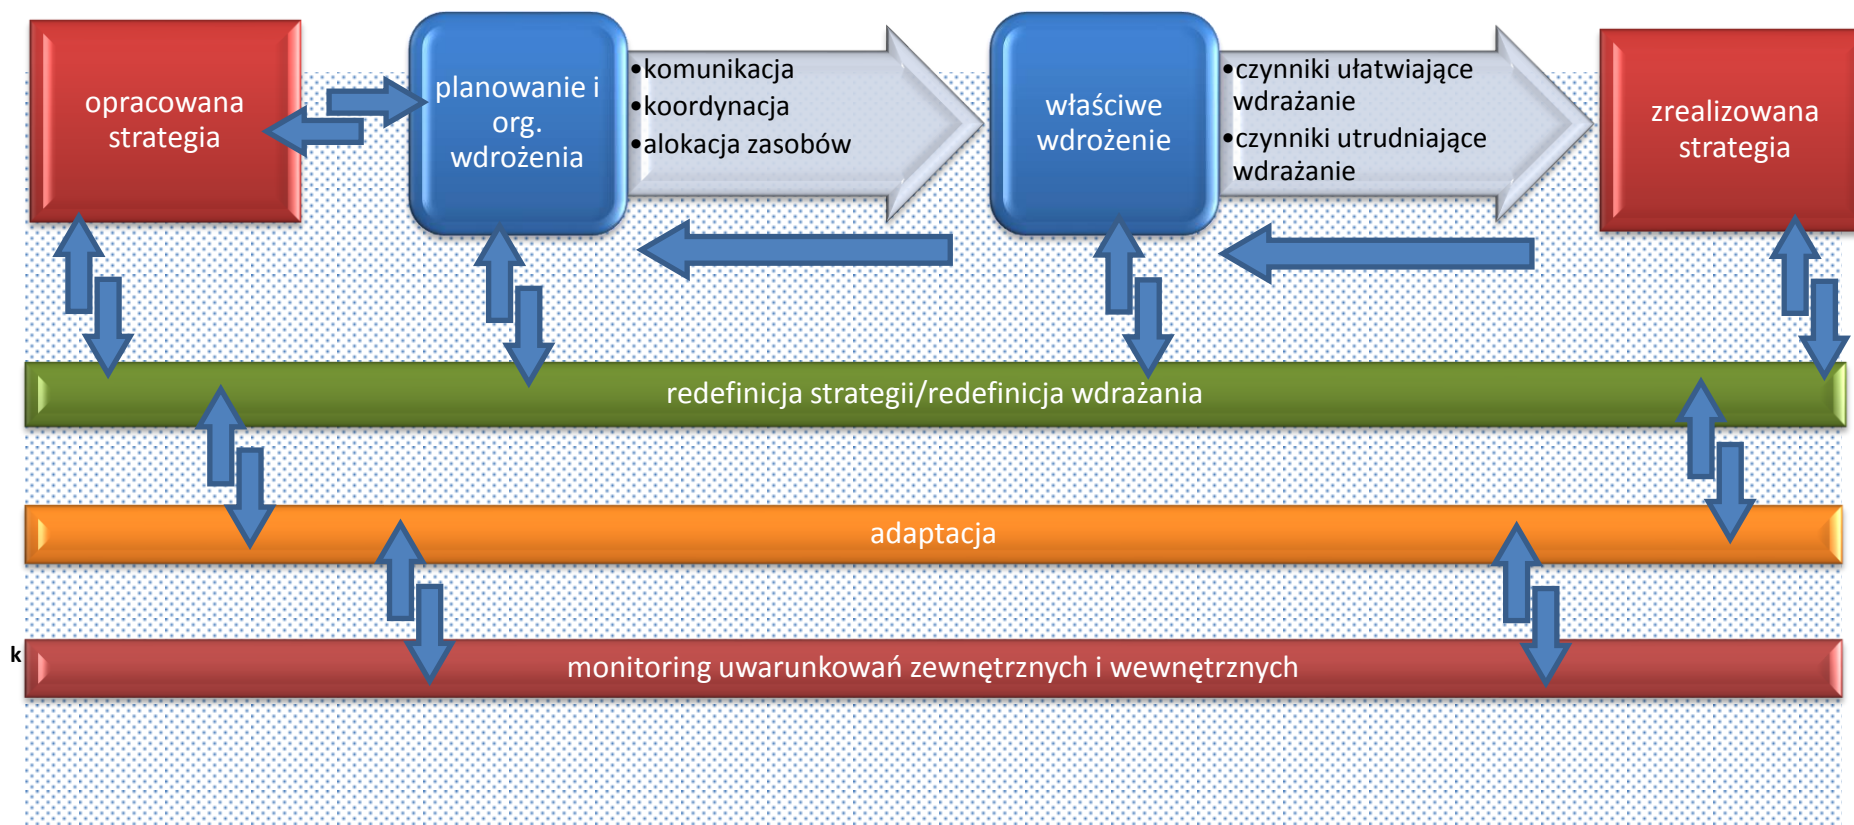 opracowana
strategia
planowanie i
org.
wdrożenia
•komunikacja
•koordynacja
•alokacja zasobów
właściwe
wdrożenie
•czynniki ułatwiające
wdrażanie
•czynniki utrudniające
wdrażanie
zrealizowana
strategia
redefinicja strategii/redefinicja wdrażania
adaptacja
k
monitoring uwarunkowań zewnętrznych i wewnętrznych